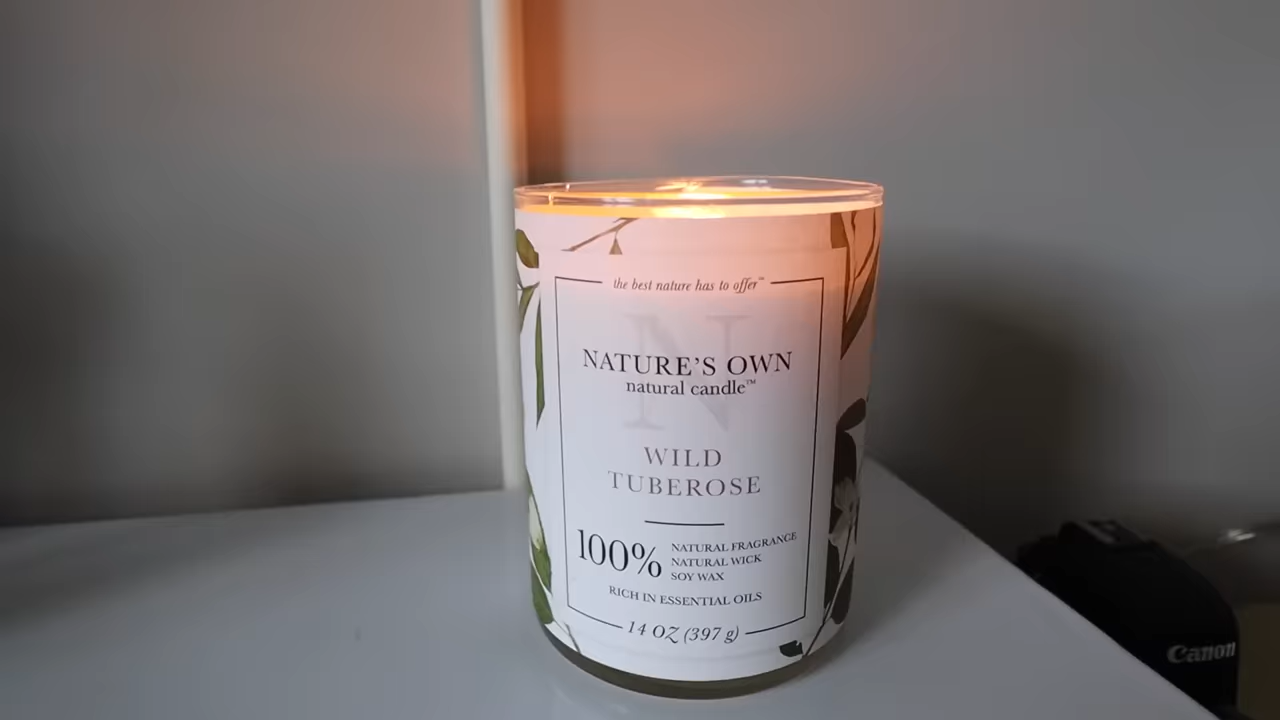 the best nature has to offer™
N
NATURE'S OWN
natural candle™
WILD
TUBEROSE
100%
NATURAL FRAGRANCE
NATURAL WICK
SOY WAX
RICH IN ESSENTIAL OILS
14 OZ (397 g)
Canon